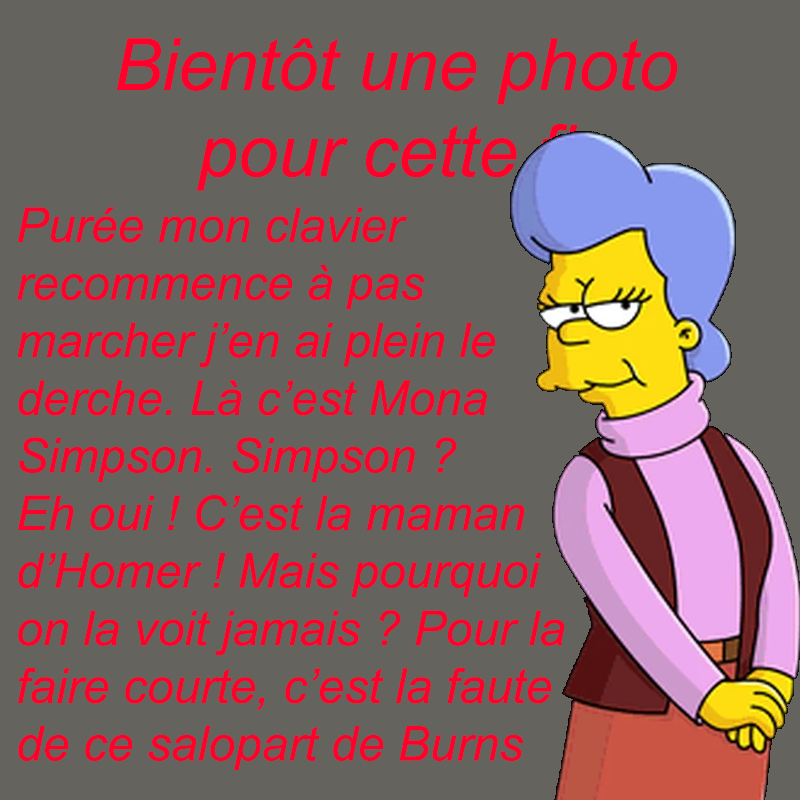 Bientôt une photo
pour cette
Purée mon clavier
recommence à pas
marcher j’en ai plein le
derche. Là c’est Mona
Simpson. Simpson ?
Eh oui ! C’est la maman
d’Homer ! Mais pourquoi
on la voit jamais ? Pour la
faire courte, c’est la faute
de ce salopart de Burns